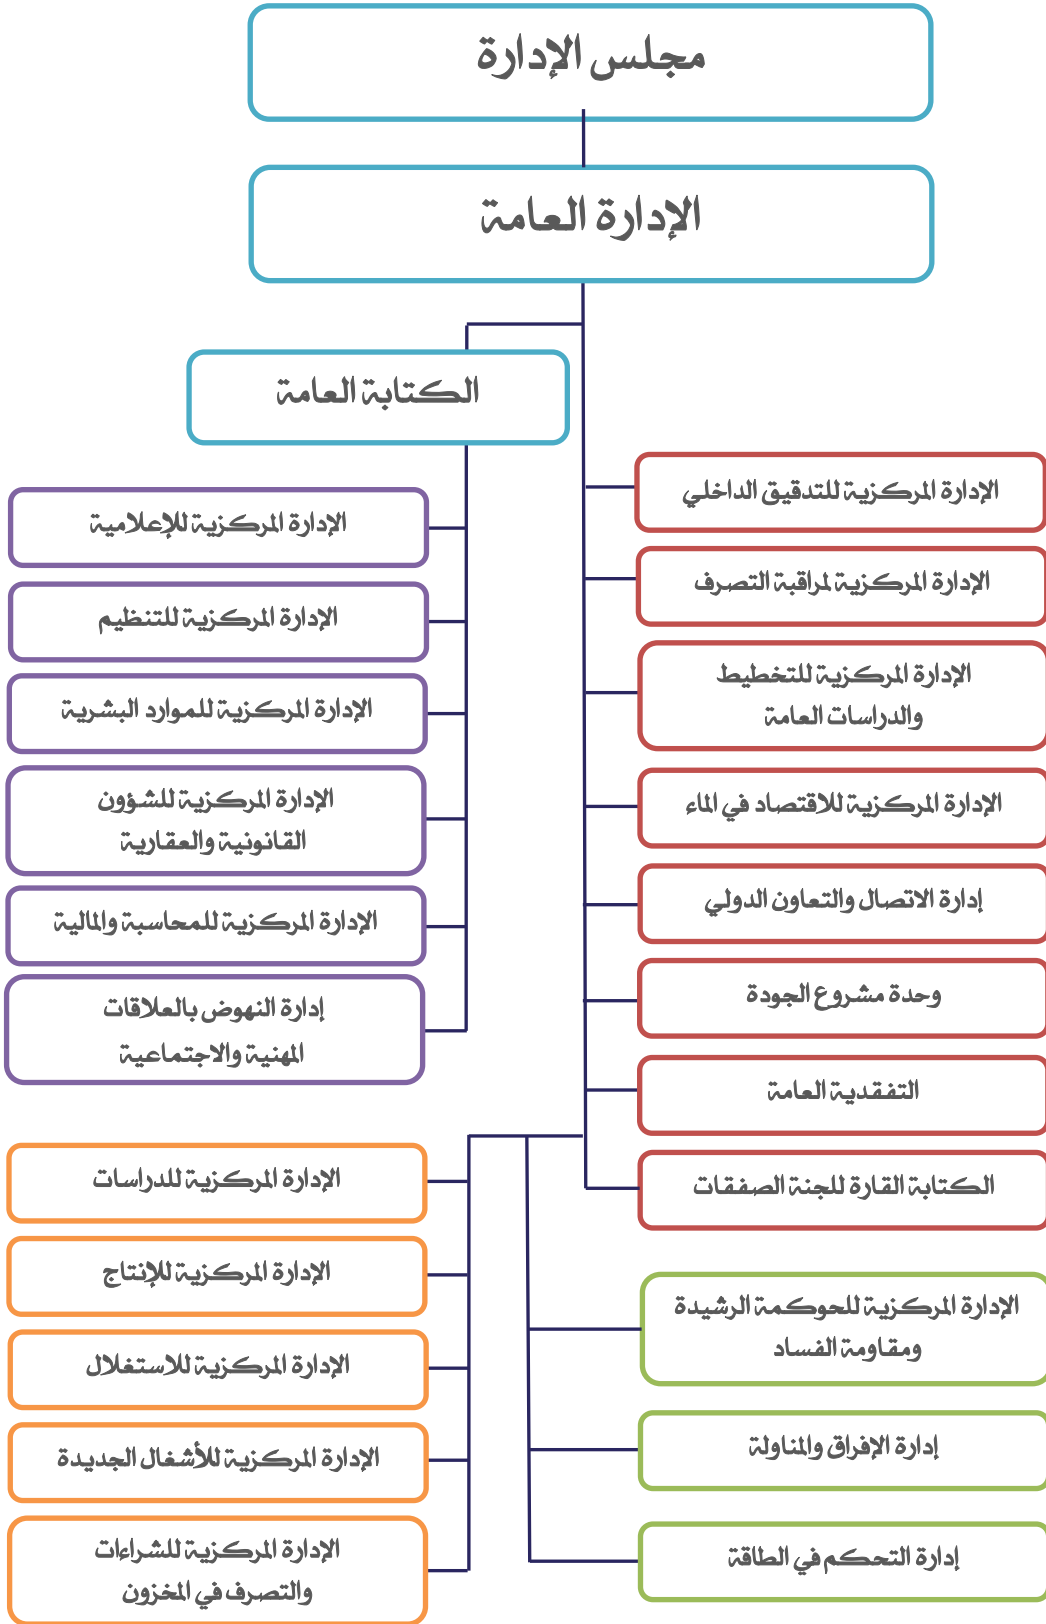 مجلس الإدارة
الإدارة العامة
الكتابة العامة
الإدارة المركزية للتدقيق الداخلي
الإدارة المركزية لمراقبة التصرف
الإدارة المركزية للتخطيط
والدراسات العامة
الإدارة المركزية للاقتصاد في الماء
إدارة الاتصال والتعاون الدولي
وحدة مشروع الجودة
التفقدية العامة
الكتابة القارة للجنة الصفقات
الإدارة المركزية للحوكمة الرشيدة
ومقاومة الفساد
إدارة الإفراق والمناولة
إدارة التحكم في الطاقة
الإدارة المركزية للإعلامية
الإدارة المركزية للتنظيم
الإدارة المركزية للموارد البشرية
الإدارة المركزية للشؤون
القانونية والعقارية
الإدارة المركزية للمحاسبة والمالية
إدارة النهوض بالعلاقات
المهنية والاجتماعية
الإدارة المركزية للدراسات
الإدارة المركزية للإنتاج
الإدارة المركزية للاستغلال
الإدارة المركزية للأشغال الجديدة
الإدارة المركزية للشراءات
والتصرف في المخزون